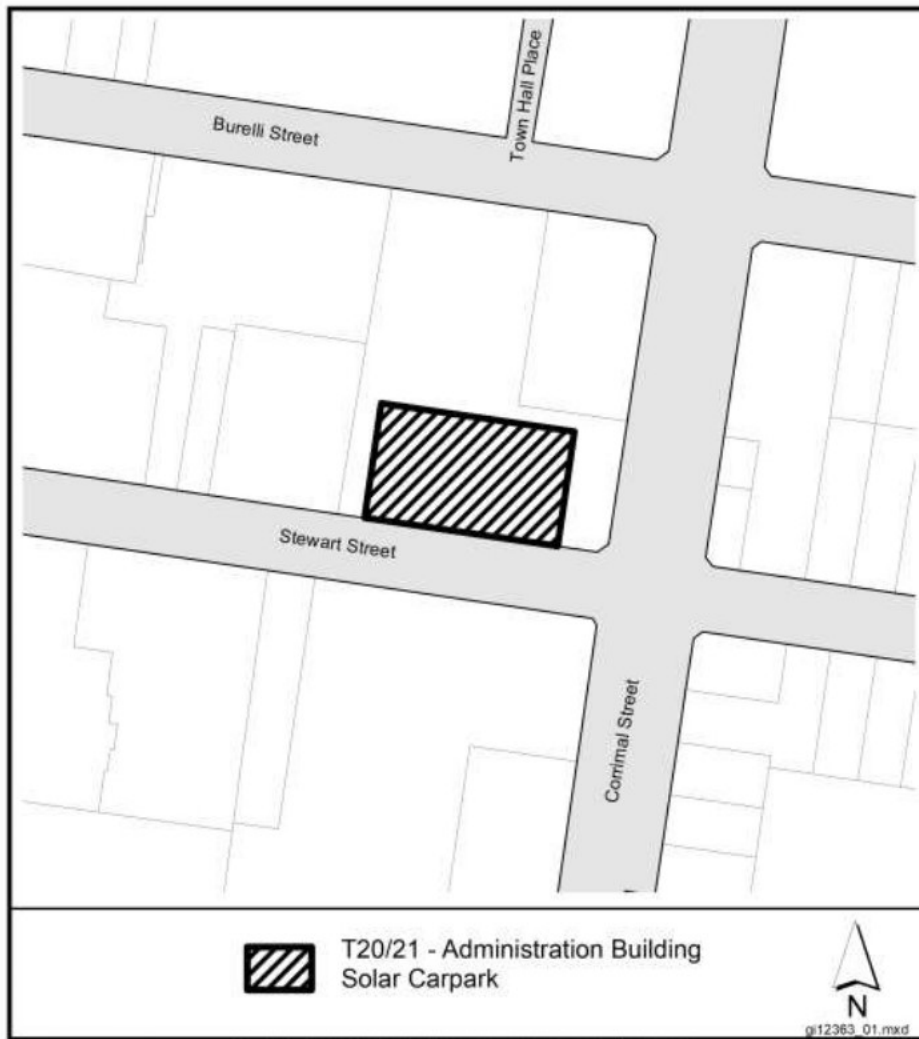 Town Hall Place
Burelli Street
Stewart Street
Corrimal Street
T20/21 - Administration Building
Solar Carpark
N
gi12363_01.mxd